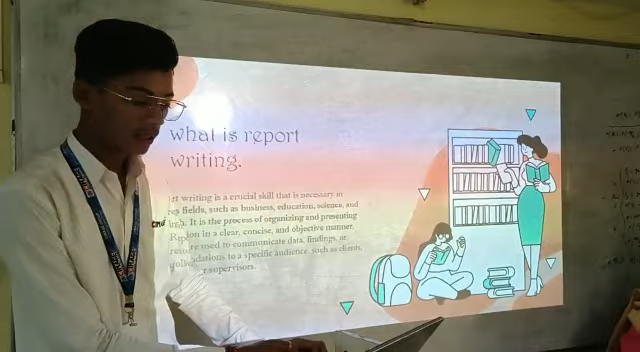 what is report
writing.
writing is a crucial skill that is necessary in
fields, such as business, education, science, and
It is the process of organizing and presenting
in a clear, concise, and objective manner.
used to communicate data, findings, or
to a specific audience, such as clients,
supervisors.